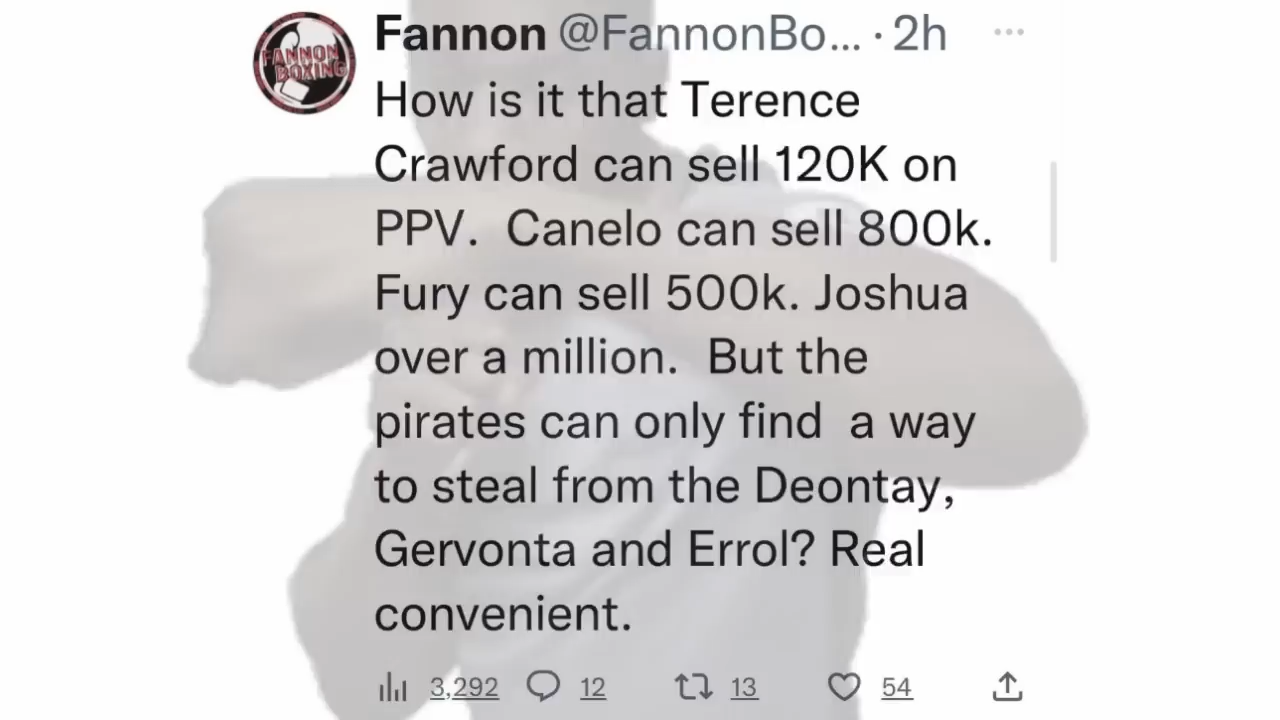 FANNON
BOXING
Fannon @FannonBo... · 2h
How is it that Terence
Crawford can sell 120K on
PPV.  Canelo can sell 800k.
Fury can sell 500k. Joshua
over a million.  But the
pirates can only find  a way
to steal from the Deontay,
Gervonta and Errol? Real
convenient.
3,292 12 13 54